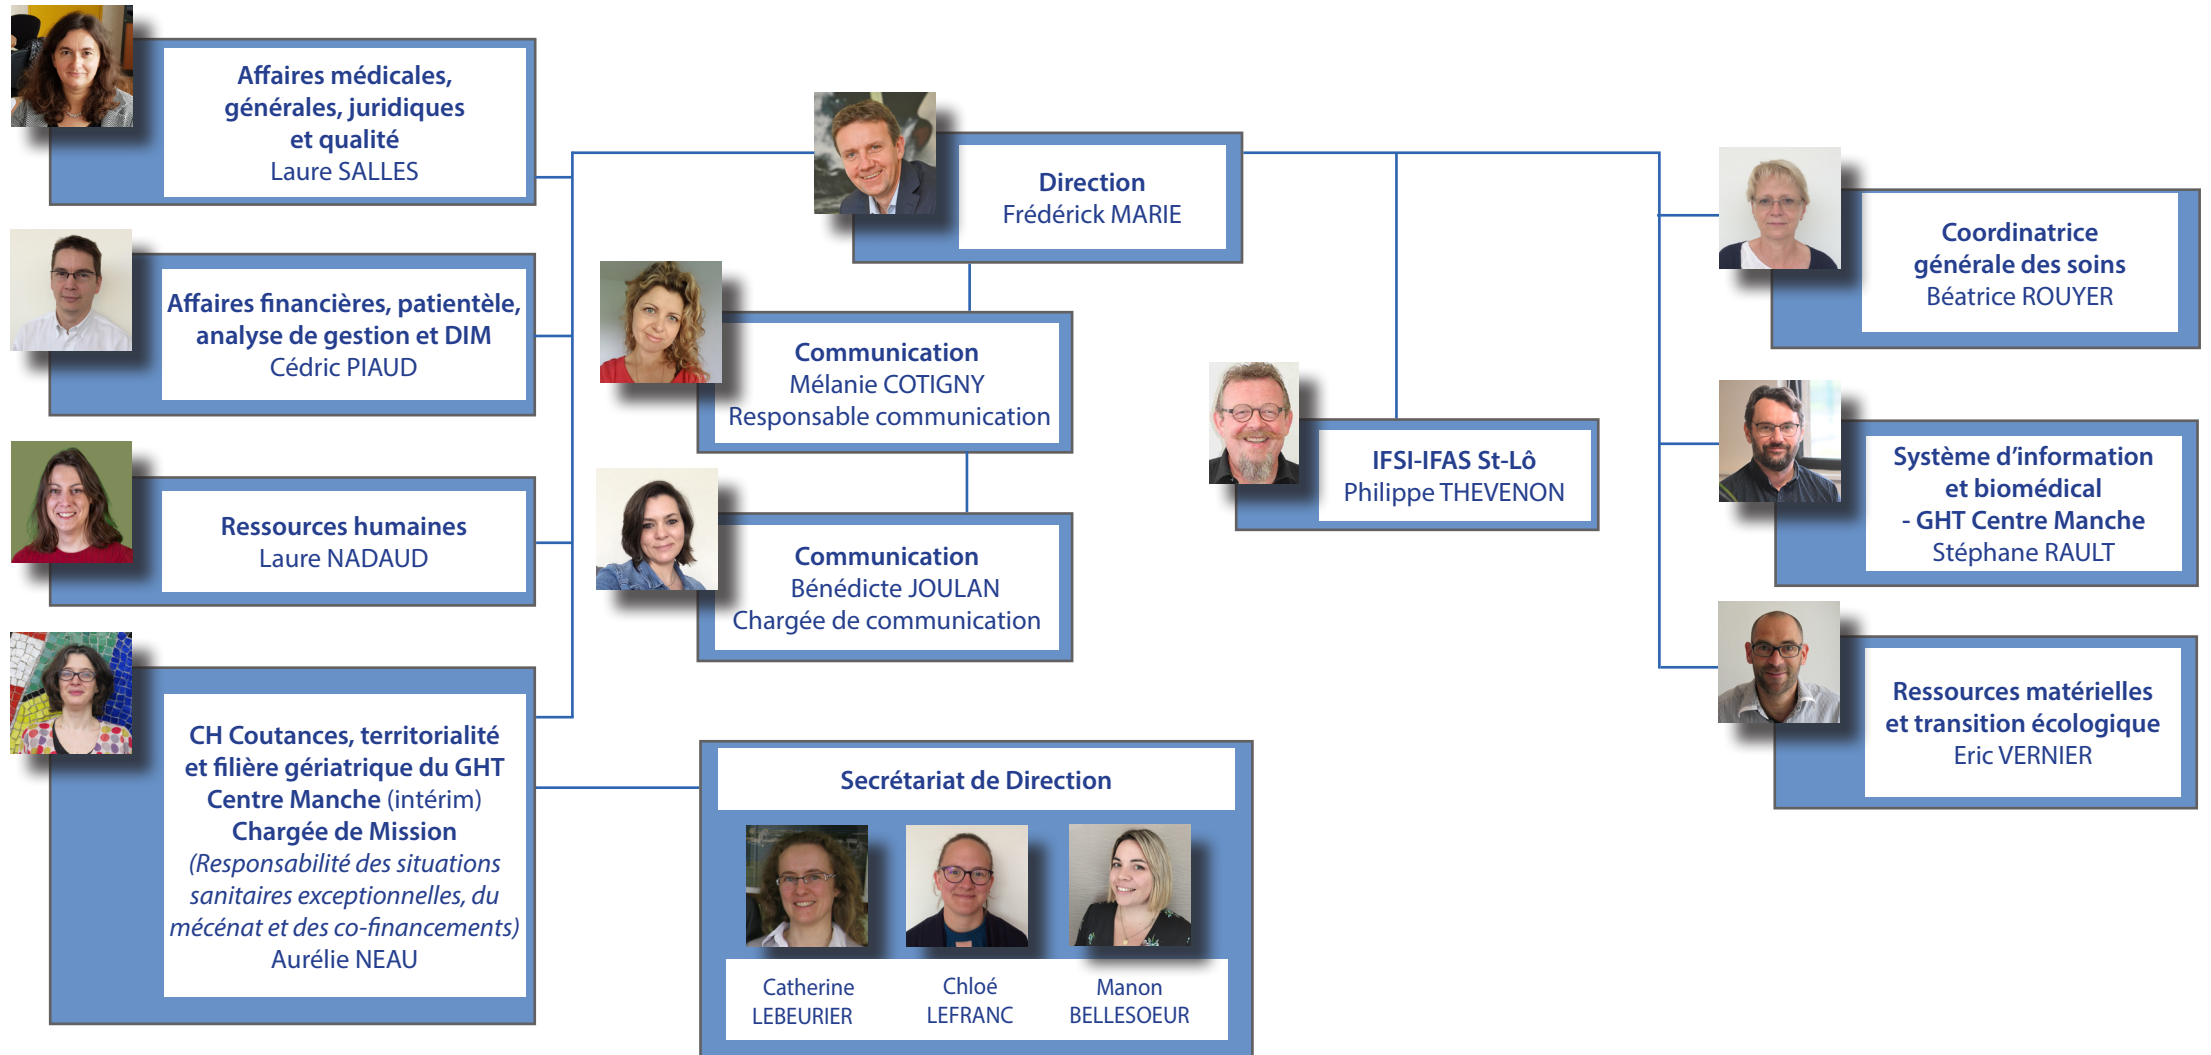 Affaires médicales,
générales, juridiques
et qualité
Laure SALLES
Affaires financières, patientèle,
analyse de gestion et DIM
Cédric PIAUD
Ressources humaines
Laure NADAUD
CH Coutances, territorialité
et filière gériatrique du GHT
Centre Manche (intérim)
Chargée de Mission
(Responsabilité des situations
sanitaires exceptionnelles, du
mécénat et des co-financements)
Aurélie NEAU
Direction
Frédérick MARIE
Communication
Mélanie COTIGNY
Responsable communication
Communication
Bénédicte JOULAN
Chargée de communication
Secrétariat de Direction
Catherine
LEBEURIER
Chloé
LEFRANC
Manon
BELLESOEUR
IFSI-IFAS St-Lô
Philippe THEVENON
Coordinatrice
générale des soins
Béatrice ROUYER
Système d’information
et biomédical
- GHT Centre Manche
Stéphane RAULT
Ressources matérielles
et transition écologique
Eric VERNIER